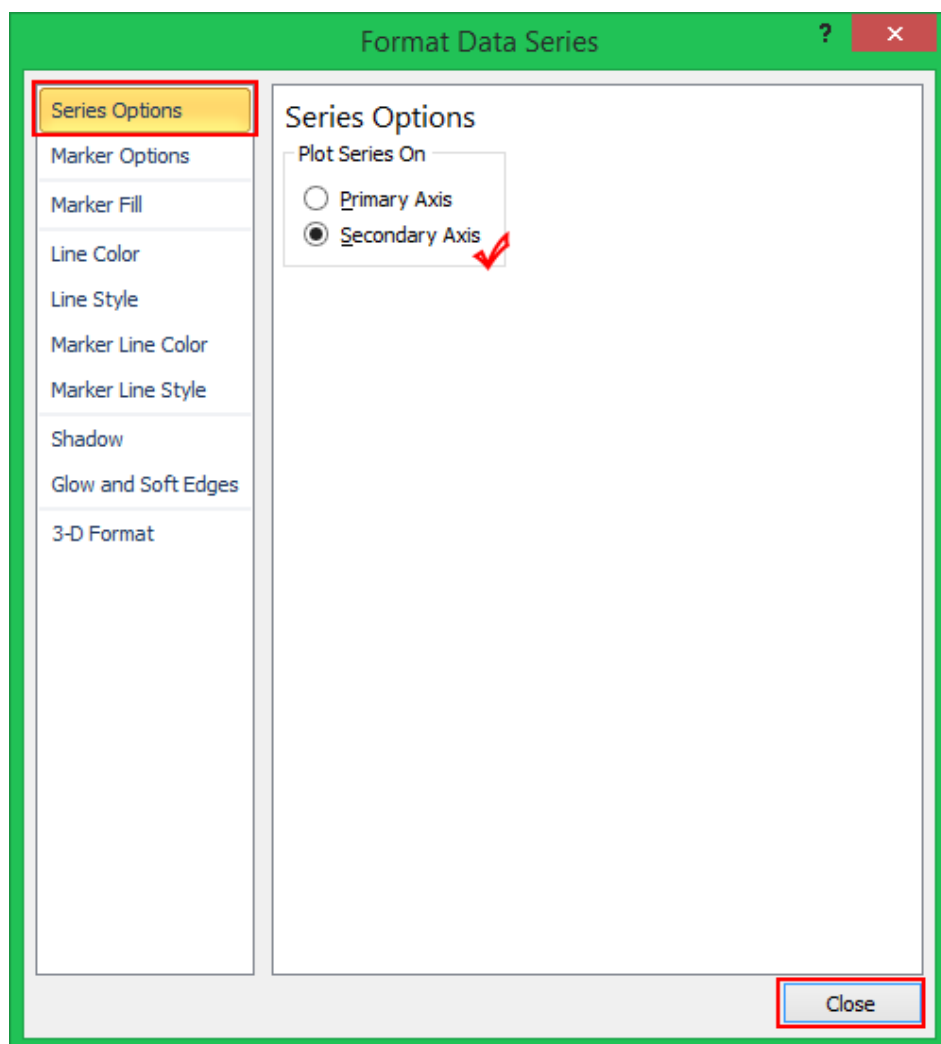 Format Data Series
?
×
Series Options
Marker Options
Marker Fill
Line Color
Line Style
Marker Line Color
Marker Line Style
Shadow
Glow and Soft Edges
3-D Format
Series Options
Plot Series On
Primary Axis
Secondary Axis
Close